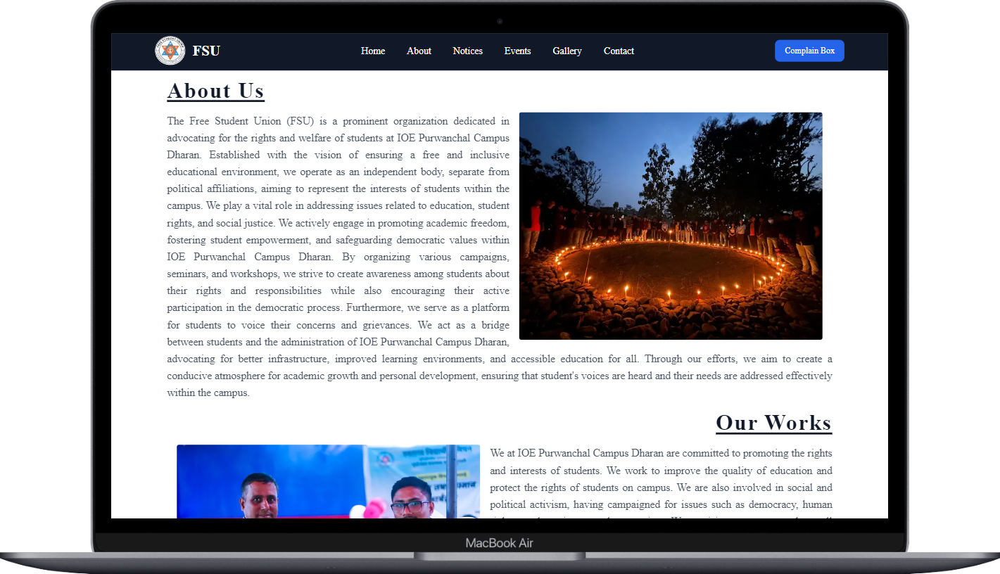 FSU
Home
About
Notices
Events
Gallery
Contact
Complain Box
About Us
The Free Student Union (FSU) is a prominent organization dedicated in
advocating for the rights and welfare of students at IOE Purwanchal Campus
Dharan. Established with the vision of ensuring a free and inclusive
educational environment, we operate as an independent body, separate from
political affiliations, aiming to represent the interests of students within the
campus. We play a vital role in addressing issues related to education, student
rights, and social justice. We actively engage in promoting academic freedom,
fostering student empowerment, and safeguarding democratic values within
IOE Purwanchal Campus Dharan. By organizing various campaigns,
seminars, and workshops, we strive to create awareness among students about
their rights and responsibilities while also encouraging their active
participation in the democratic process. Furthermore, we serve as a platform
for students to voice their concerns and grievances. We act as a bridge
between students and the administration of IOE Purwanchal Campus Dharan,
advocating for better infrastructure, improved learning environments, and accessible education for all. Through our efforts, we aim to create a
conducive atmosphere for academic growth and personal development, ensuring that student's voices are heard and their needs are addressed effectively
within the campus.
Our Works
We at IOE Purwanchal Campus Dharan are committed to promoting the rights
and interests of students. We work to improve the quality of education and
protect the rights of students on campus. We are also involved in social and
political activism, having campaigned for issues such as democracy, human
MacBook Air